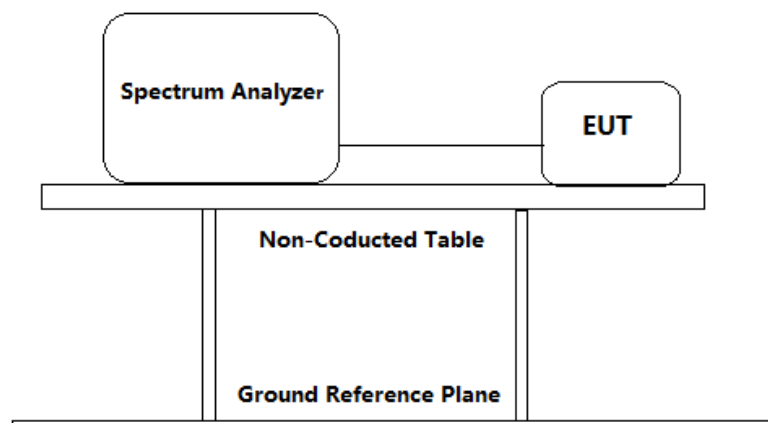 Spectrum Analyzer
EUT
Non-Coducted Table
Ground Reference Plane